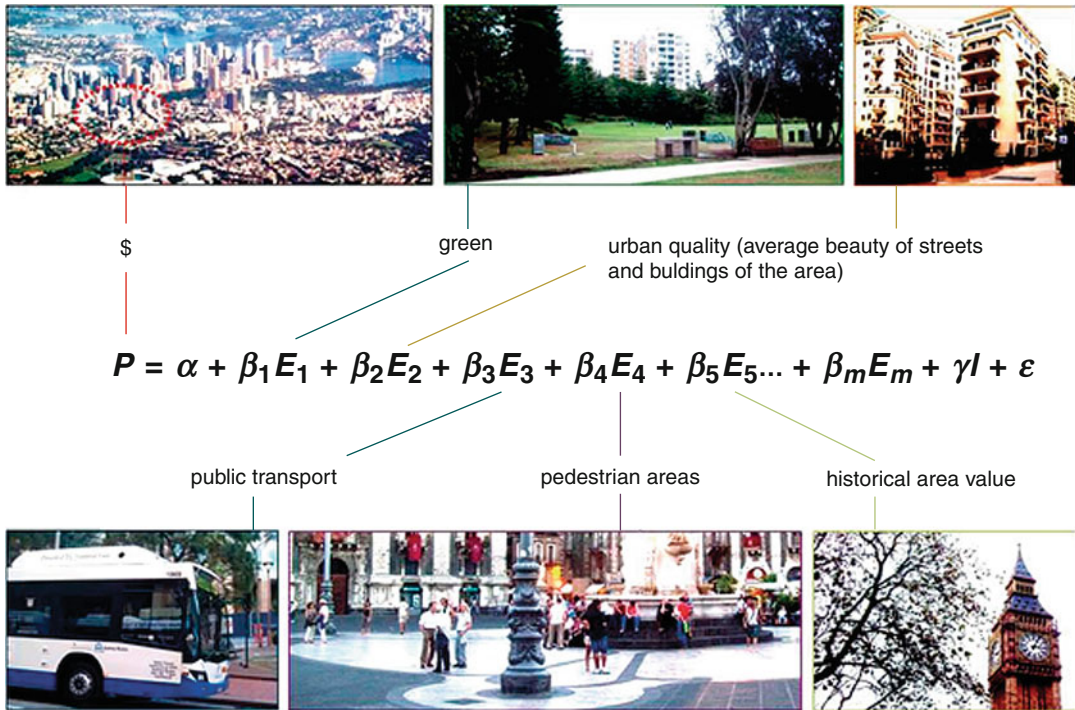 $
green
urban quality (average beauty of streets
and buldings of the area)
P = α + β₁E₁ + β₂E₂ + β₃E₃ + β₄E₄ + β₅E₅... + βₘEₘ + γI + ε
public transport
pedestrian areas
historical area value